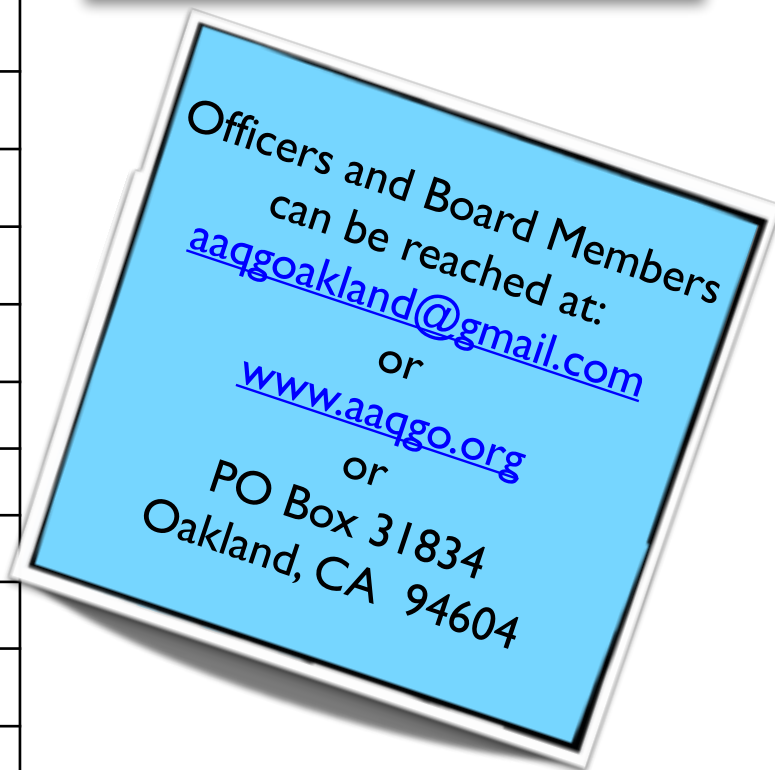 Officers and Board Members
can be reached at:
aaqgoakland@gmail.com
or
www.aaqgo.org
or
PO Box 31834
Oakland, CA  94604